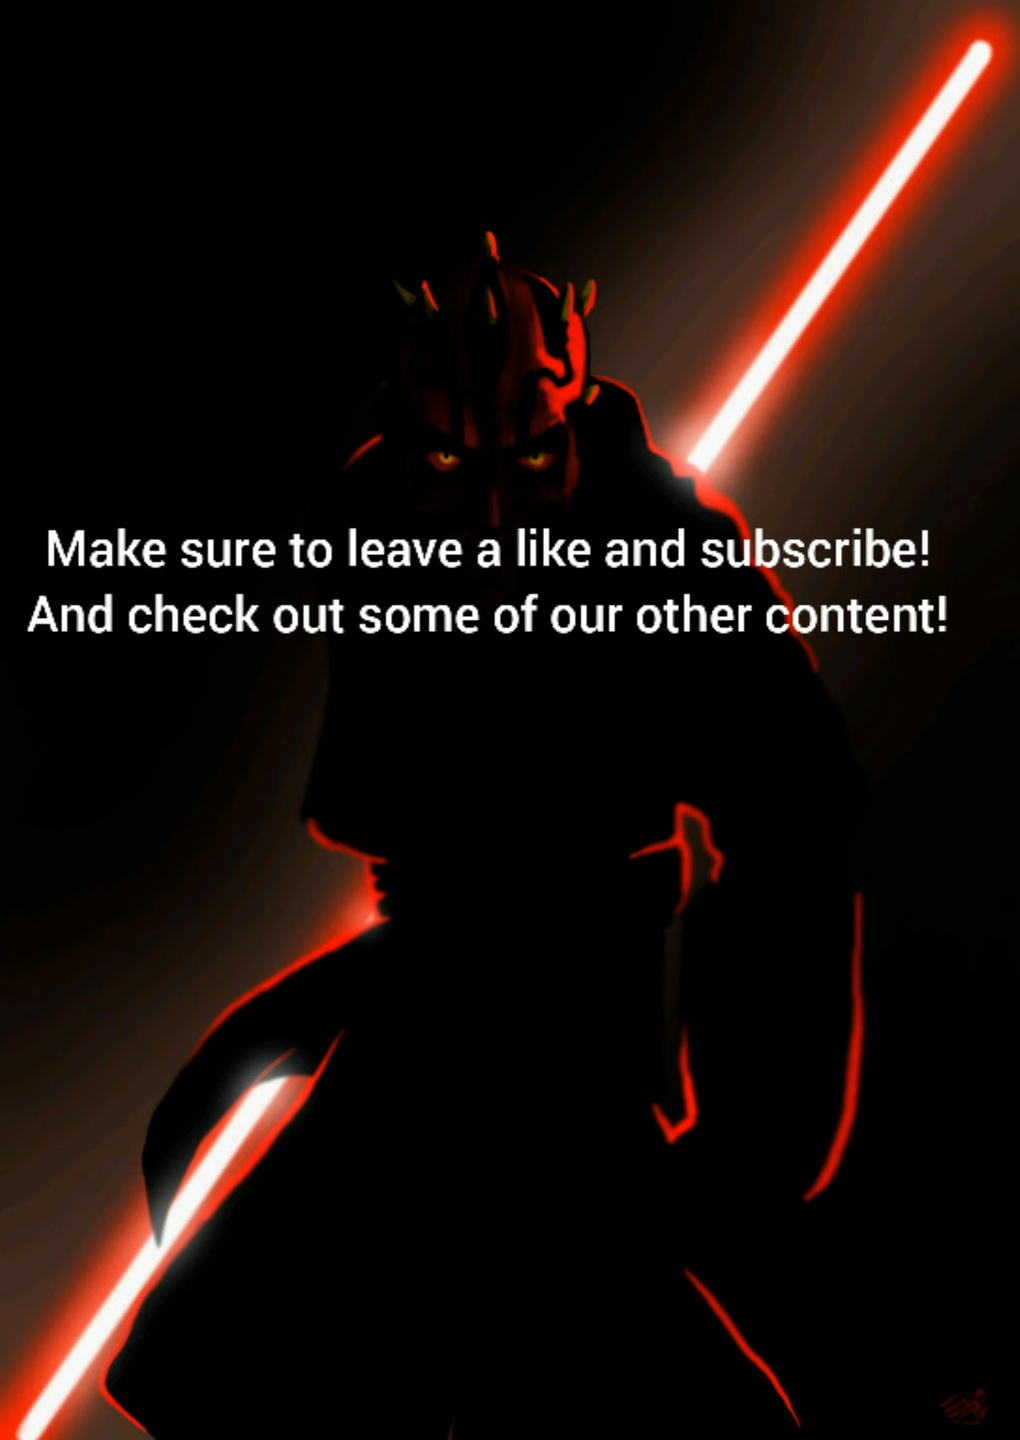 Make sure to leave a like and subscribe!
And check out some of our other content!